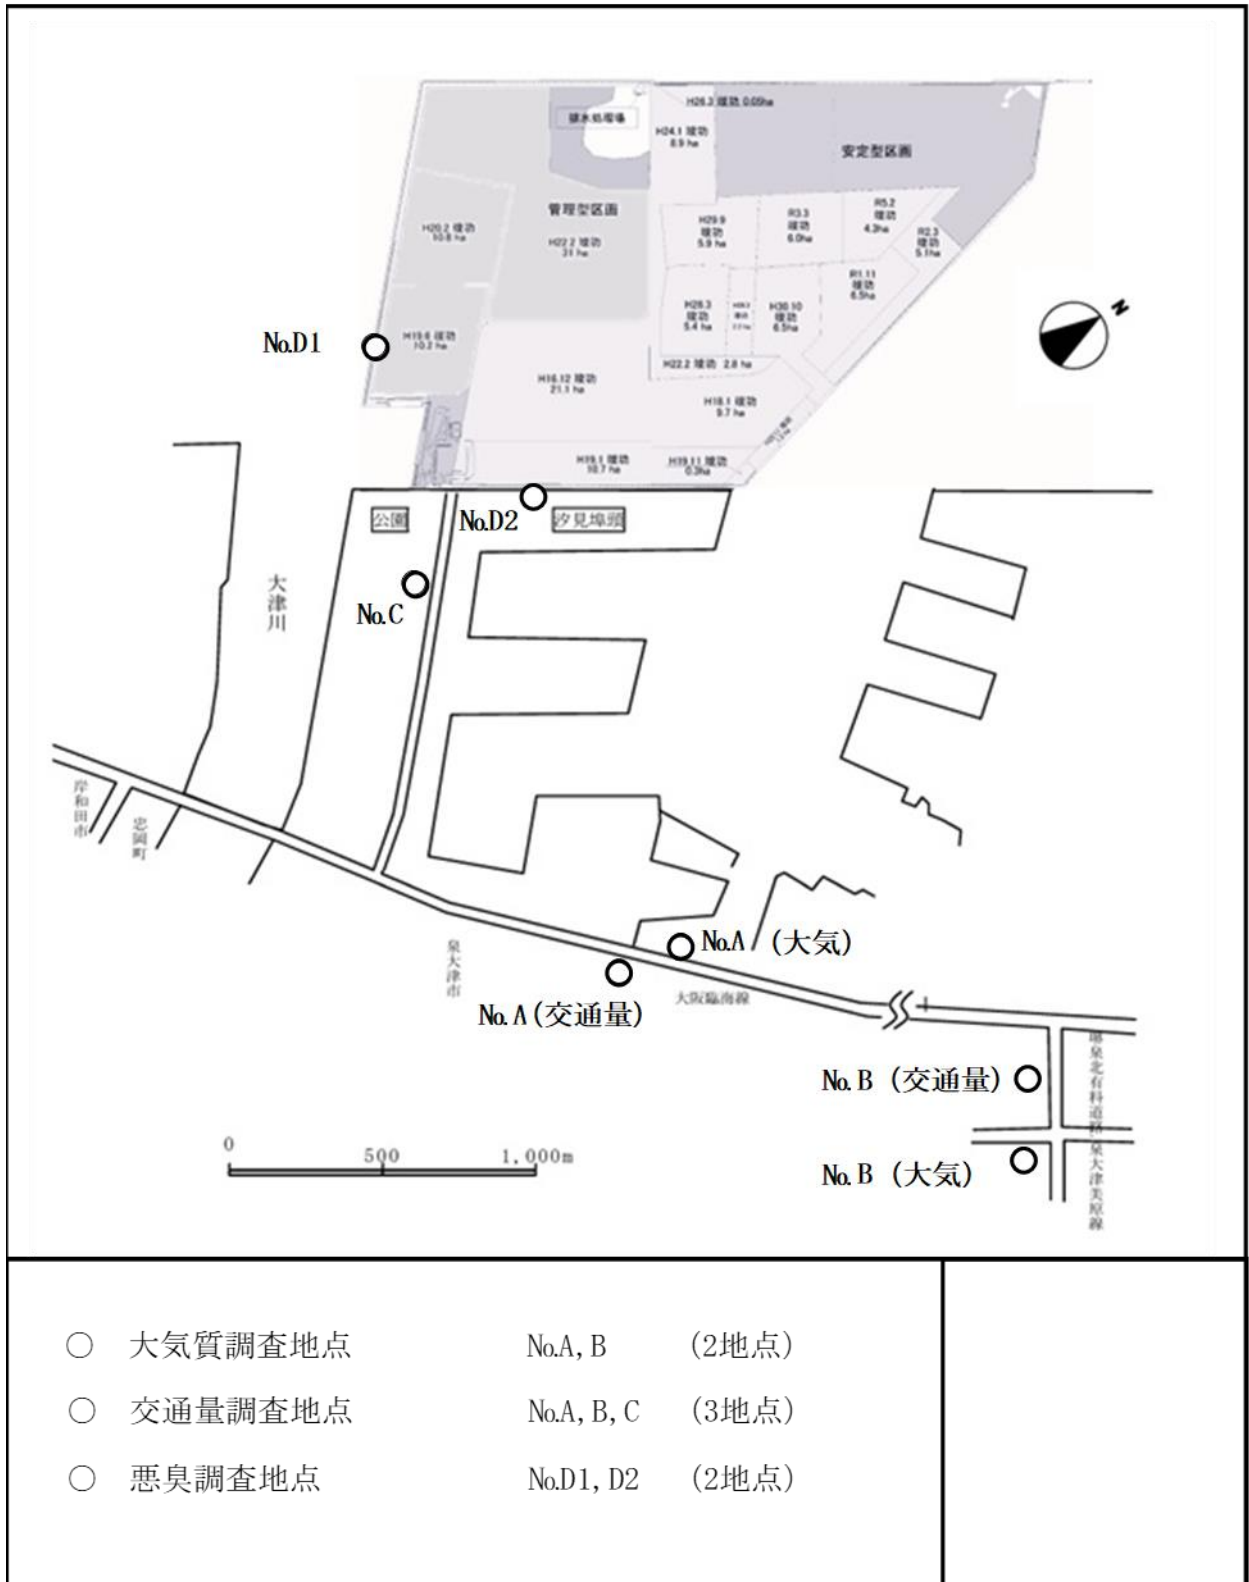 H26.3 竣功 0.05ha
排水処理場
H24.1 竣功
8.9 ha
安定型区画
管理型区画
H20.2 竣功
10.8 ha
H22.2 竣功
31 ha
H29.9
竣功
5.9 ha
R3.3
竣功
6.0ha
R5.2
竣功
4.3ha
R2.3
竣功
5.1ha
R1.11
竣功
6.5ha
H28.3
竣功
5.4 ha
H30.10
竣功
6.5ha
N
No.D1
H19.6 竣功
10.2 ha
H22.2 竣功 2.8 ha
H16.12 竣功
21.1 ha
H18.1 竣功
9.7 ha
H19.1 竣功
10.7 ha
H19.11 竣功
0.3ha
公園
No.D2
汐見埠頭
大津川
No.C
岸和田市
忠岡町
泉大津市
No.A (大気)
No.A(交通量)
大阪臨海線
No.B (交通量)
堺泉北有料道路
泉大津美原線
No.B (大気)
0
500
1,000m
○ 大気質調査地点 No.A,B (2地点)
○ 交通量調査地点 No.A,B,C (3地点)
○ 悪臭調査地点 No.D1,D2 (2地点)